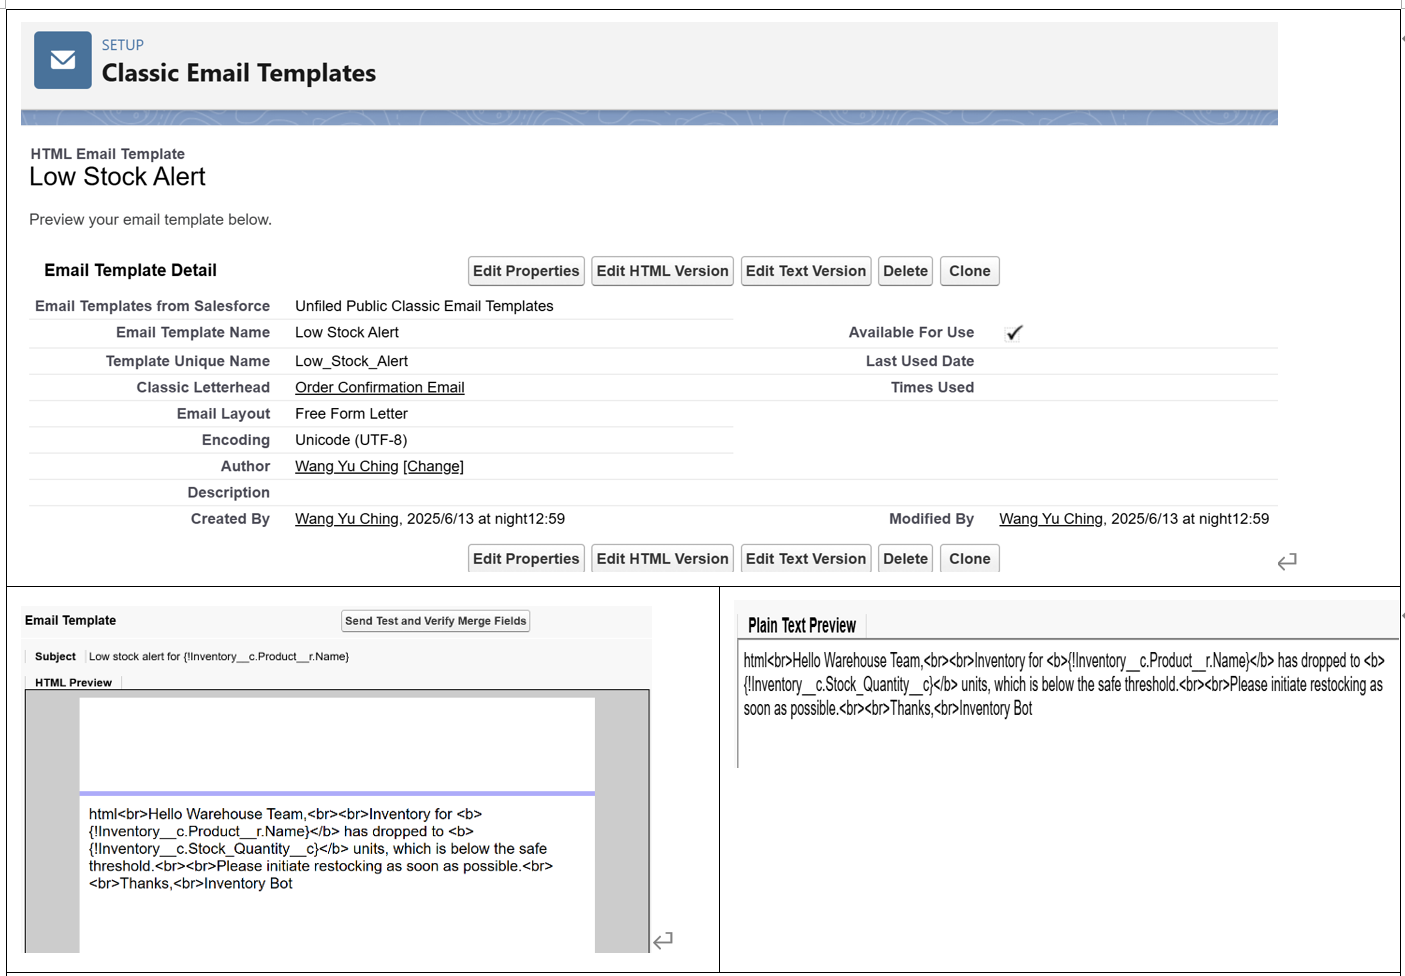 SETUP
Classic Email Templates
HTML Email Template
Low Stock Alert
Preview your email template below.
Email Template Detail
Edit Properties Edit HTML Version Edit Text Version Delete Clone
Email Templates from Salesforce Unfiled Public Classic Email Templates
Email Template Name Low Stock Alert Available For Use
Template Unique Name Low_Stock_Alert Last Used Date
Classic Letterhead Order Confirmation Email Times Used
Email Layout Free Form Letter
Encoding Unicode (UTF-8)
Author Wang Yu Ching [Change]
Description
Created By Wang Yu Ching, 2025/6/13 at night12:59 Modified By Wang Yu Ching, 2025/6/13 at night12:59
Edit Properties Edit HTML Version Edit Text Version Delete Clone
Email Template Send Test and Verify Merge Fields
Subject Low stock alert for {!Inventory__c.Product__r.Name}
HTML Preview
html<br>Hello Warehouse Team,<br><br>Inventory for <b>
{!Inventory__c.Product__r.Name}</b> has dropped to <b>
{!Inventory__c.Stock_Quantity__c}</b> units, which is below the safe
threshold.<br><br>Please initiate restocking as soon as possible.<br>
<br>Thanks,<br>Inventory Bot
Plain Text Preview
html<br>Hello Warehouse Team,<br><br>Inventory for <b>{!Inventory__c.Product__r.Name}</b> has dropped to <b>
{!Inventory__c.Stock_Quantity__c}</b> units, which is below the safe threshold.<br><br>Please initiate restocking as
soon as possible.<br><br>Thanks,<br>Inventory Bot